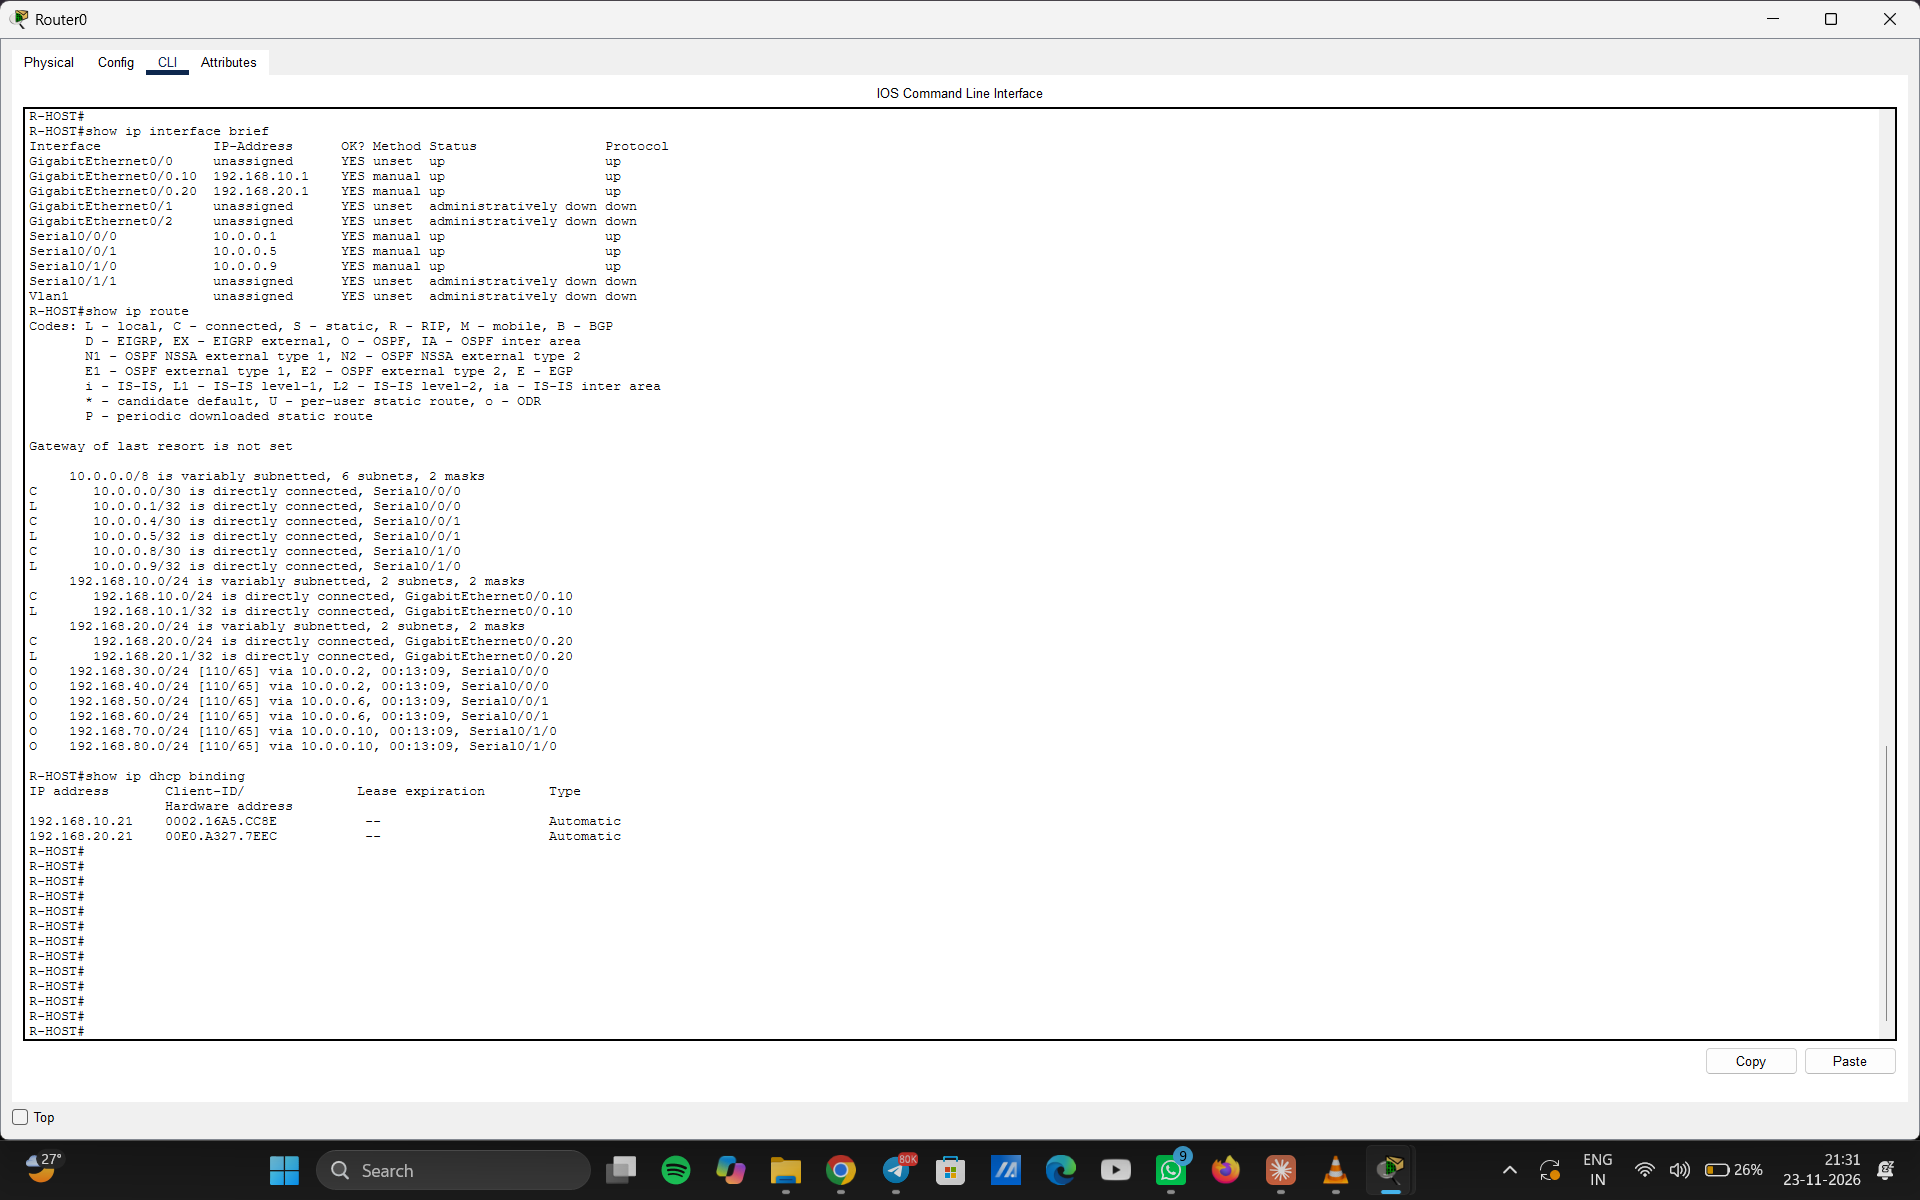 Router0
Physical Config CLI Attributes
IOS Command Line Interface
R-HOST#
R-HOST#show ip interface brief
Interface IP-Address OK? Method Status Protocol
GigabitEthernet0/0 unassigned YES unset up up
GigabitEthernet0/0.10 192.168.10.1 YES manual up up
GigabitEthernet0/0.20 192.168.20.1 YES manual up up
GigabitEthernet0/1 unassigned YES unset administratively down down
GigabitEthernet0/2 unassigned YES unset administratively down down
Serial0/0/0 10.0.0.1 YES manual up up
Serial0/0/1 10.0.0.5 YES manual up up
Serial0/1/0 10.0.0.9 YES manual up up
Serial0/1/1 unassigned YES unset administratively down down
Vlan1 unassigned YES unset administratively down down
R-HOST#show ip route
Codes: L - local, C - connected, S - static, R - RIP, M - mobile, B - BGP
D - EIGRP, EX - EIGRP external, O - OSPF, IA - OSPF inter area
N1 - OSPF NSSA external type 1, N2 - OSPF NSSA external type 2
E1 - OSPF external type 1, E2 - OSPF external type 2, E - EGP
i - IS-IS, L1 - IS-IS level-1, L2 - IS-IS level-2, ia - IS-IS inter area
* - candidate default, U - per-user static route, o - ODR
P - periodic downloaded static route
Gateway of last resort is not set
10.0.0.0/8 is variably subnetted, 6 subnets, 2 masks
C 10.0.0.0/30 is directly connected, Serial0/0/0
L 10.0.0.1/32 is directly connected, Serial0/0/0
C 10.0.0.4/30 is directly connected, Serial0/0/1
L 10.0.0.5/32 is directly connected, Serial0/0/1
C 10.0.0.8/30 is directly connected, Serial0/1/0
L 10.0.0.9/32 is directly connected, Serial0/1/0
192.168.10.0/24 is variably subnetted, 2 subnets, 2 masks
C 192.168.10.0/24 is directly connected, GigabitEthernet0/0.10
L 192.168.10.1/32 is directly connected, GigabitEthernet0/0.10
192.168.20.0/24 is variably subnetted, 2 subnets, 2 masks
C 192.168.20.0/24 is directly connected, GigabitEthernet0/0.20
L 192.168.20.1/32 is directly connected, GigabitEthernet0/0.20
O 192.168.30.0/24 [110/65] via 10.0.0.2, 00:13:09, Serial0/0/0
O 192.168.40.0/24 [110/65] via 10.0.0.2, 00:13:09, Serial0/0/0
O 192.168.50.0/24 [110/65] via 10.0.0.6, 00:13:09, Serial0/0/1
O 192.168.60.0/24 [110/65] via 10.0.0.6, 00:13:09, Serial0/0/1
O 192.168.70.0/24 [110/65] via 10.0.0.10, 00:13:09, Serial0/1/0
O 192.168.80.0/24 [110/65] via 10.0.0.10, 00:13:09, Serial0/1/0
R-HOST#show ip dhcp binding
IP address Client-ID/ Lease expiration Type
Hardware address
192.168.10.21 0002.16A5.CC8E -- Automatic
192.168.20.21 00E0.A327.7EEC -- Automatic
R-HOST#
R-HOST#
R-HOST#
R-HOST#
R-HOST#
R-HOST#
R-HOST#
R-HOST#
R-HOST#
R-HOST#
R-HOST#
R-HOST#
R-HOST#
Copy Paste
Top
27° Search 80K 9 ENG 26% 21:31
IN 23-11-2026